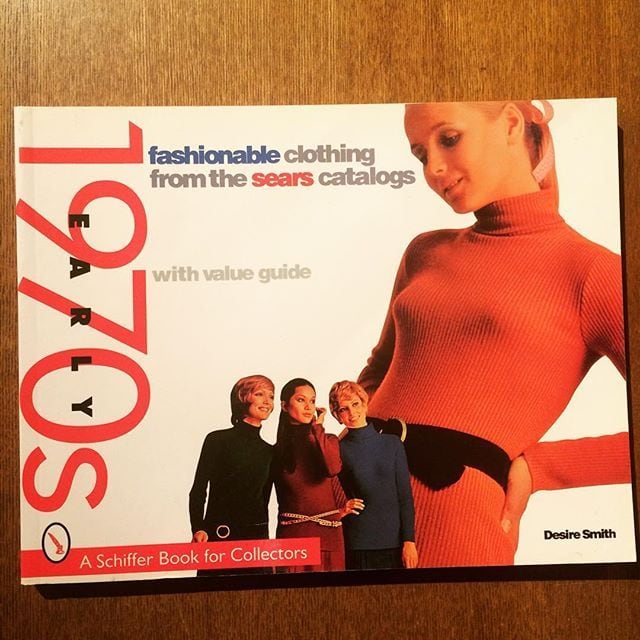 EARLY
1970s
fashionable clothing
from the sears catalogs
with value guide
Desire Smith
A Schiffer Book for Collectors